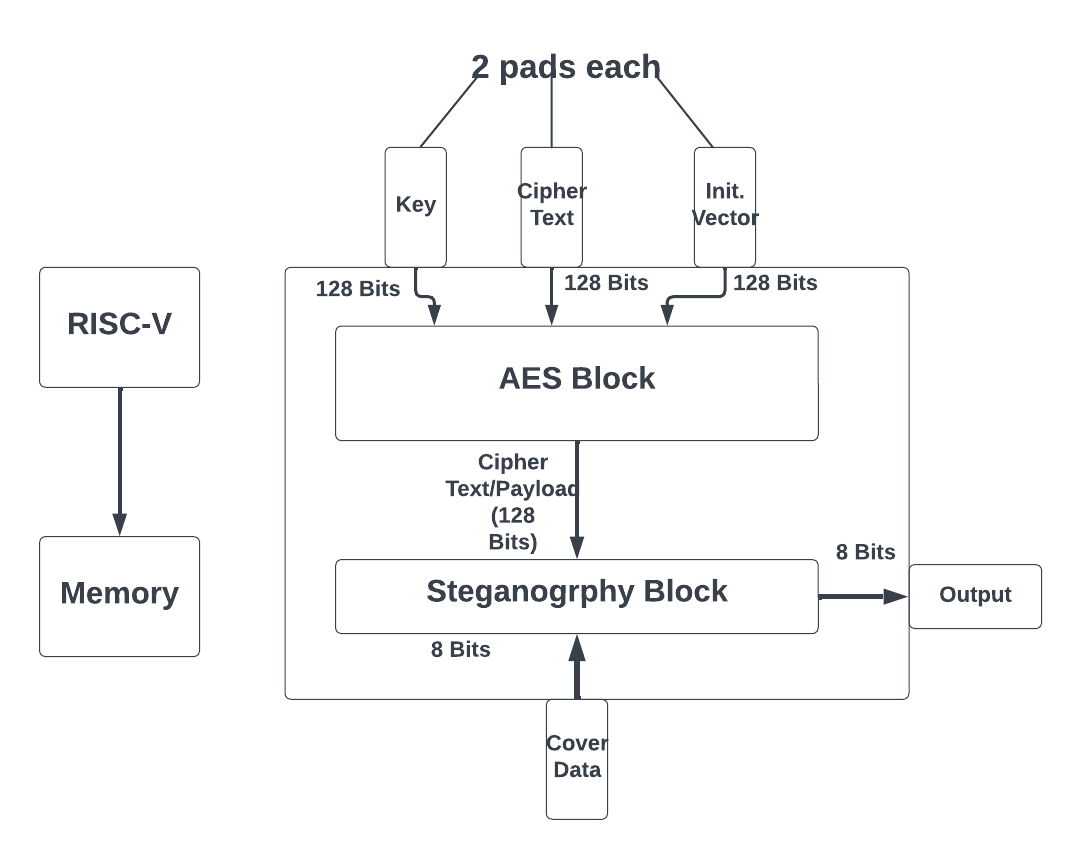 2 pads each
Key
Cipher
Text
Init.
Vector
128 Bits
128 Bits
128 Bits
RISC-V
AES Block
Cipher
Text/Payload
(128
Bits)
8 Bits
Memory
Steganogrphy Block
Output
8 Bits
Cover
Data